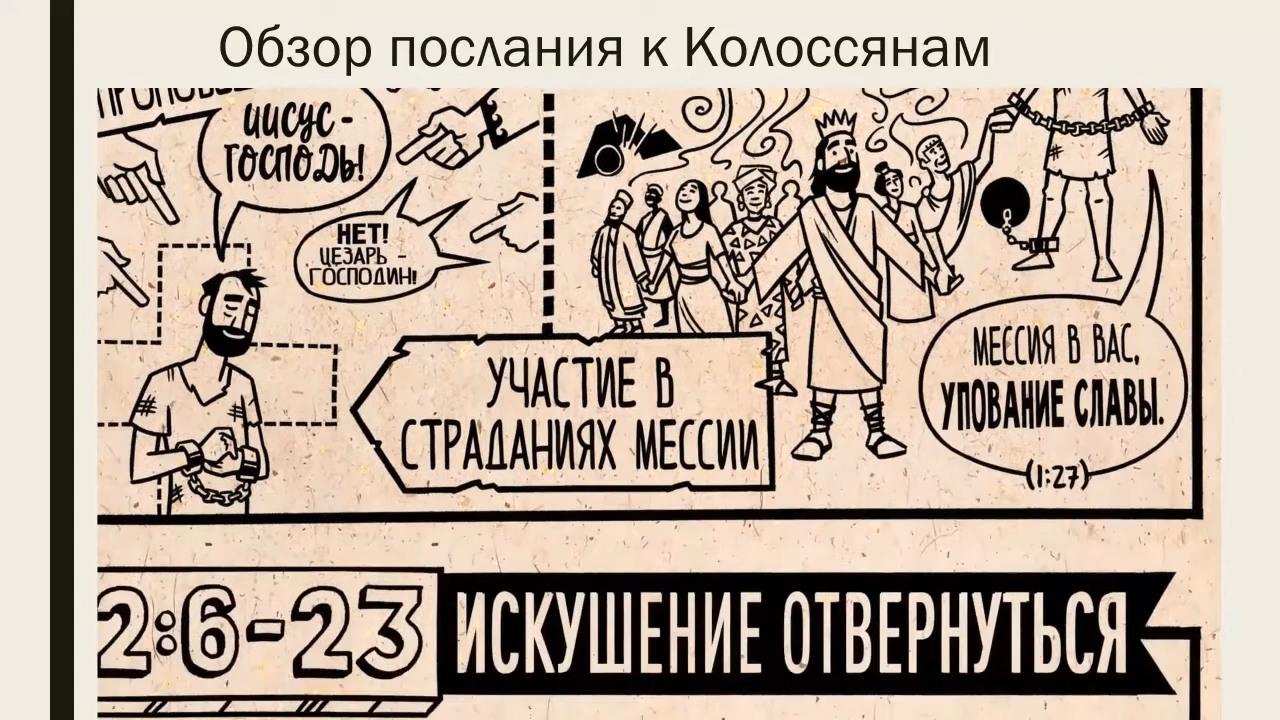 Обзор послания к Колоссянам
ИИСУС -
ГОСПОДЬ!
НЕТ!
ЦЕЗАРЬ -
ГОСПОДИН!
УЧАСТИЕ В
СТРАДАНИЯХ МЕССИИ
МЕССИЯ В ВАС,
УПОВАНИЕ СЛАВЫ.
(1:27)
2:6-23
ИСКУШЕНИЕ ОТВЕРНУТЬСЯ